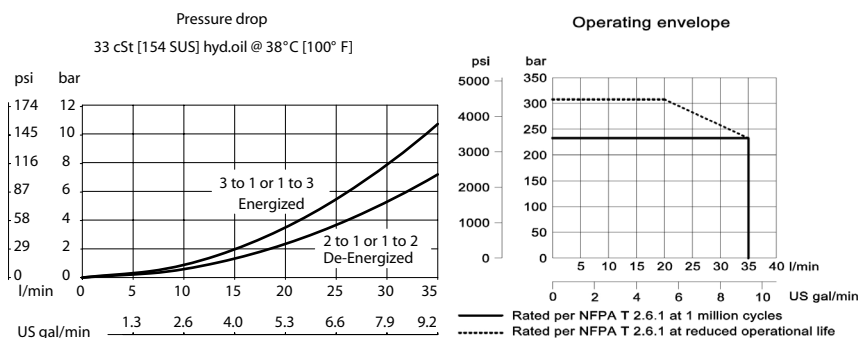 Pressure drop
33 cSt [154 SUS] hyd.oil @ 38°C [100° F]
psi bar
174 12
145 10
116 8
87 6
58 4
29 2
0 0
3 to 1 or 1 to 3
Energized
2 to 1 or 1 to 2
De-Energized
l/min 0 5 10 15 20 25 30 35
US gal/min 1.3 2.6 4.0 5.3 6.6 7.9 9.2
Operating envelope
psi bar
5000 350
4000 300
250
3000 200
2000 150
1000 100
50
0 0
5 10 15 20 25 30 35 40 l/min
0 2 4 6 8 10 US gal/min
Rated per NFPA T 2.6.1 at 1 million cycles
Rated per NFPA T 2.6.1 at reduced operational life